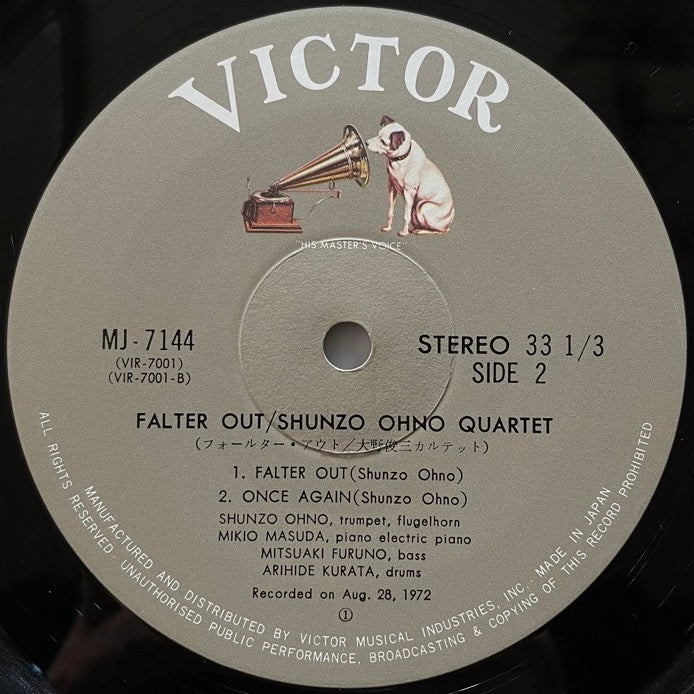 VICTOR
"HIS MASTER'S VOICE"
MJ-7144
(VIR-7001)
(VIR-7001-B)
STEREO 33 1/3
SIDE 2
FALTER OUT/SHUNZO OHNO QUARTET
(フォールター・アウト/大野俊三カルテット)
1. FALTER OUT(Shunzo Ohno)
2. ONCE AGAIN(Shunzo Ohno)
SHUNZO OHNO, trumpet, flugelhorn
MIKIO MASUDA, piano electric piano
MITSUAKI FURUNO, bass
ARIHIDE KURATA, drums
Recorded on Aug. 28, 1972
①
MANUFACTURED AND DISTRIBUTED BY VICTOR MUSICAL INDUSTRIES, INC. · MADE IN JAPAN
ALL RIGHTS RESERVED. UNAUTHORISED PUBLIC PERFORMANCE, BROADCASTING & COPYING OF THIS RECORD PROHIBITED